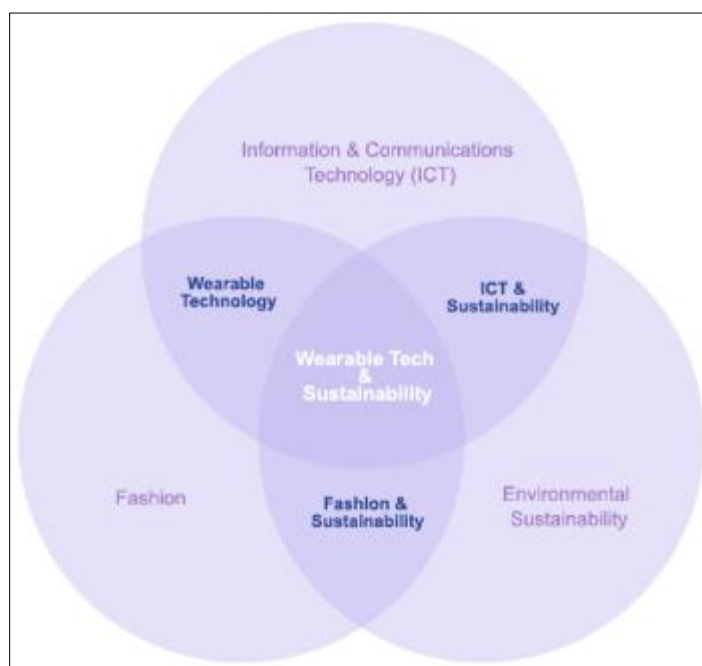 Information & Communications
Technology (ICT)
Wearable
Technology
ICT &
Sustainability
Wearable Tech
&
Sustainability
Fashion
Fashion &
Sustainability
Environmental
Sustainability